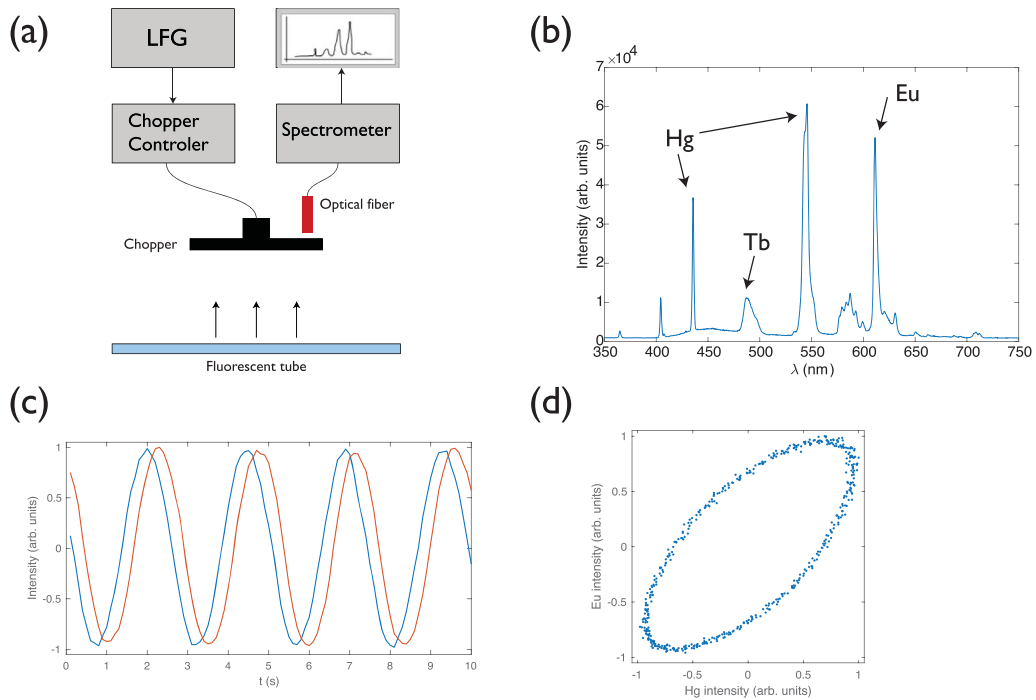 (a)
LFG
Chopper
Controler
Spectrometer
Optical fiber
Chopper
Fluorescent tube
(b)
7 ×10⁴
6
5
4
3
2
1
0
Intensity (arb. units)
Hg
Tb
Eu
350 400 450 500 550 600 650 700 750
λ (nm)
(c)
1
0.5
0
-0.5
-1
Intensity (arb. units)
0 1 2 3 4 5 6 7 8 9 10
t (s)
(d)
1
0.5
0
-0.5
-1
Eu intensity (arb. units)
-1 -0.5 0 0.5 1
Hg intensity (arb. units)